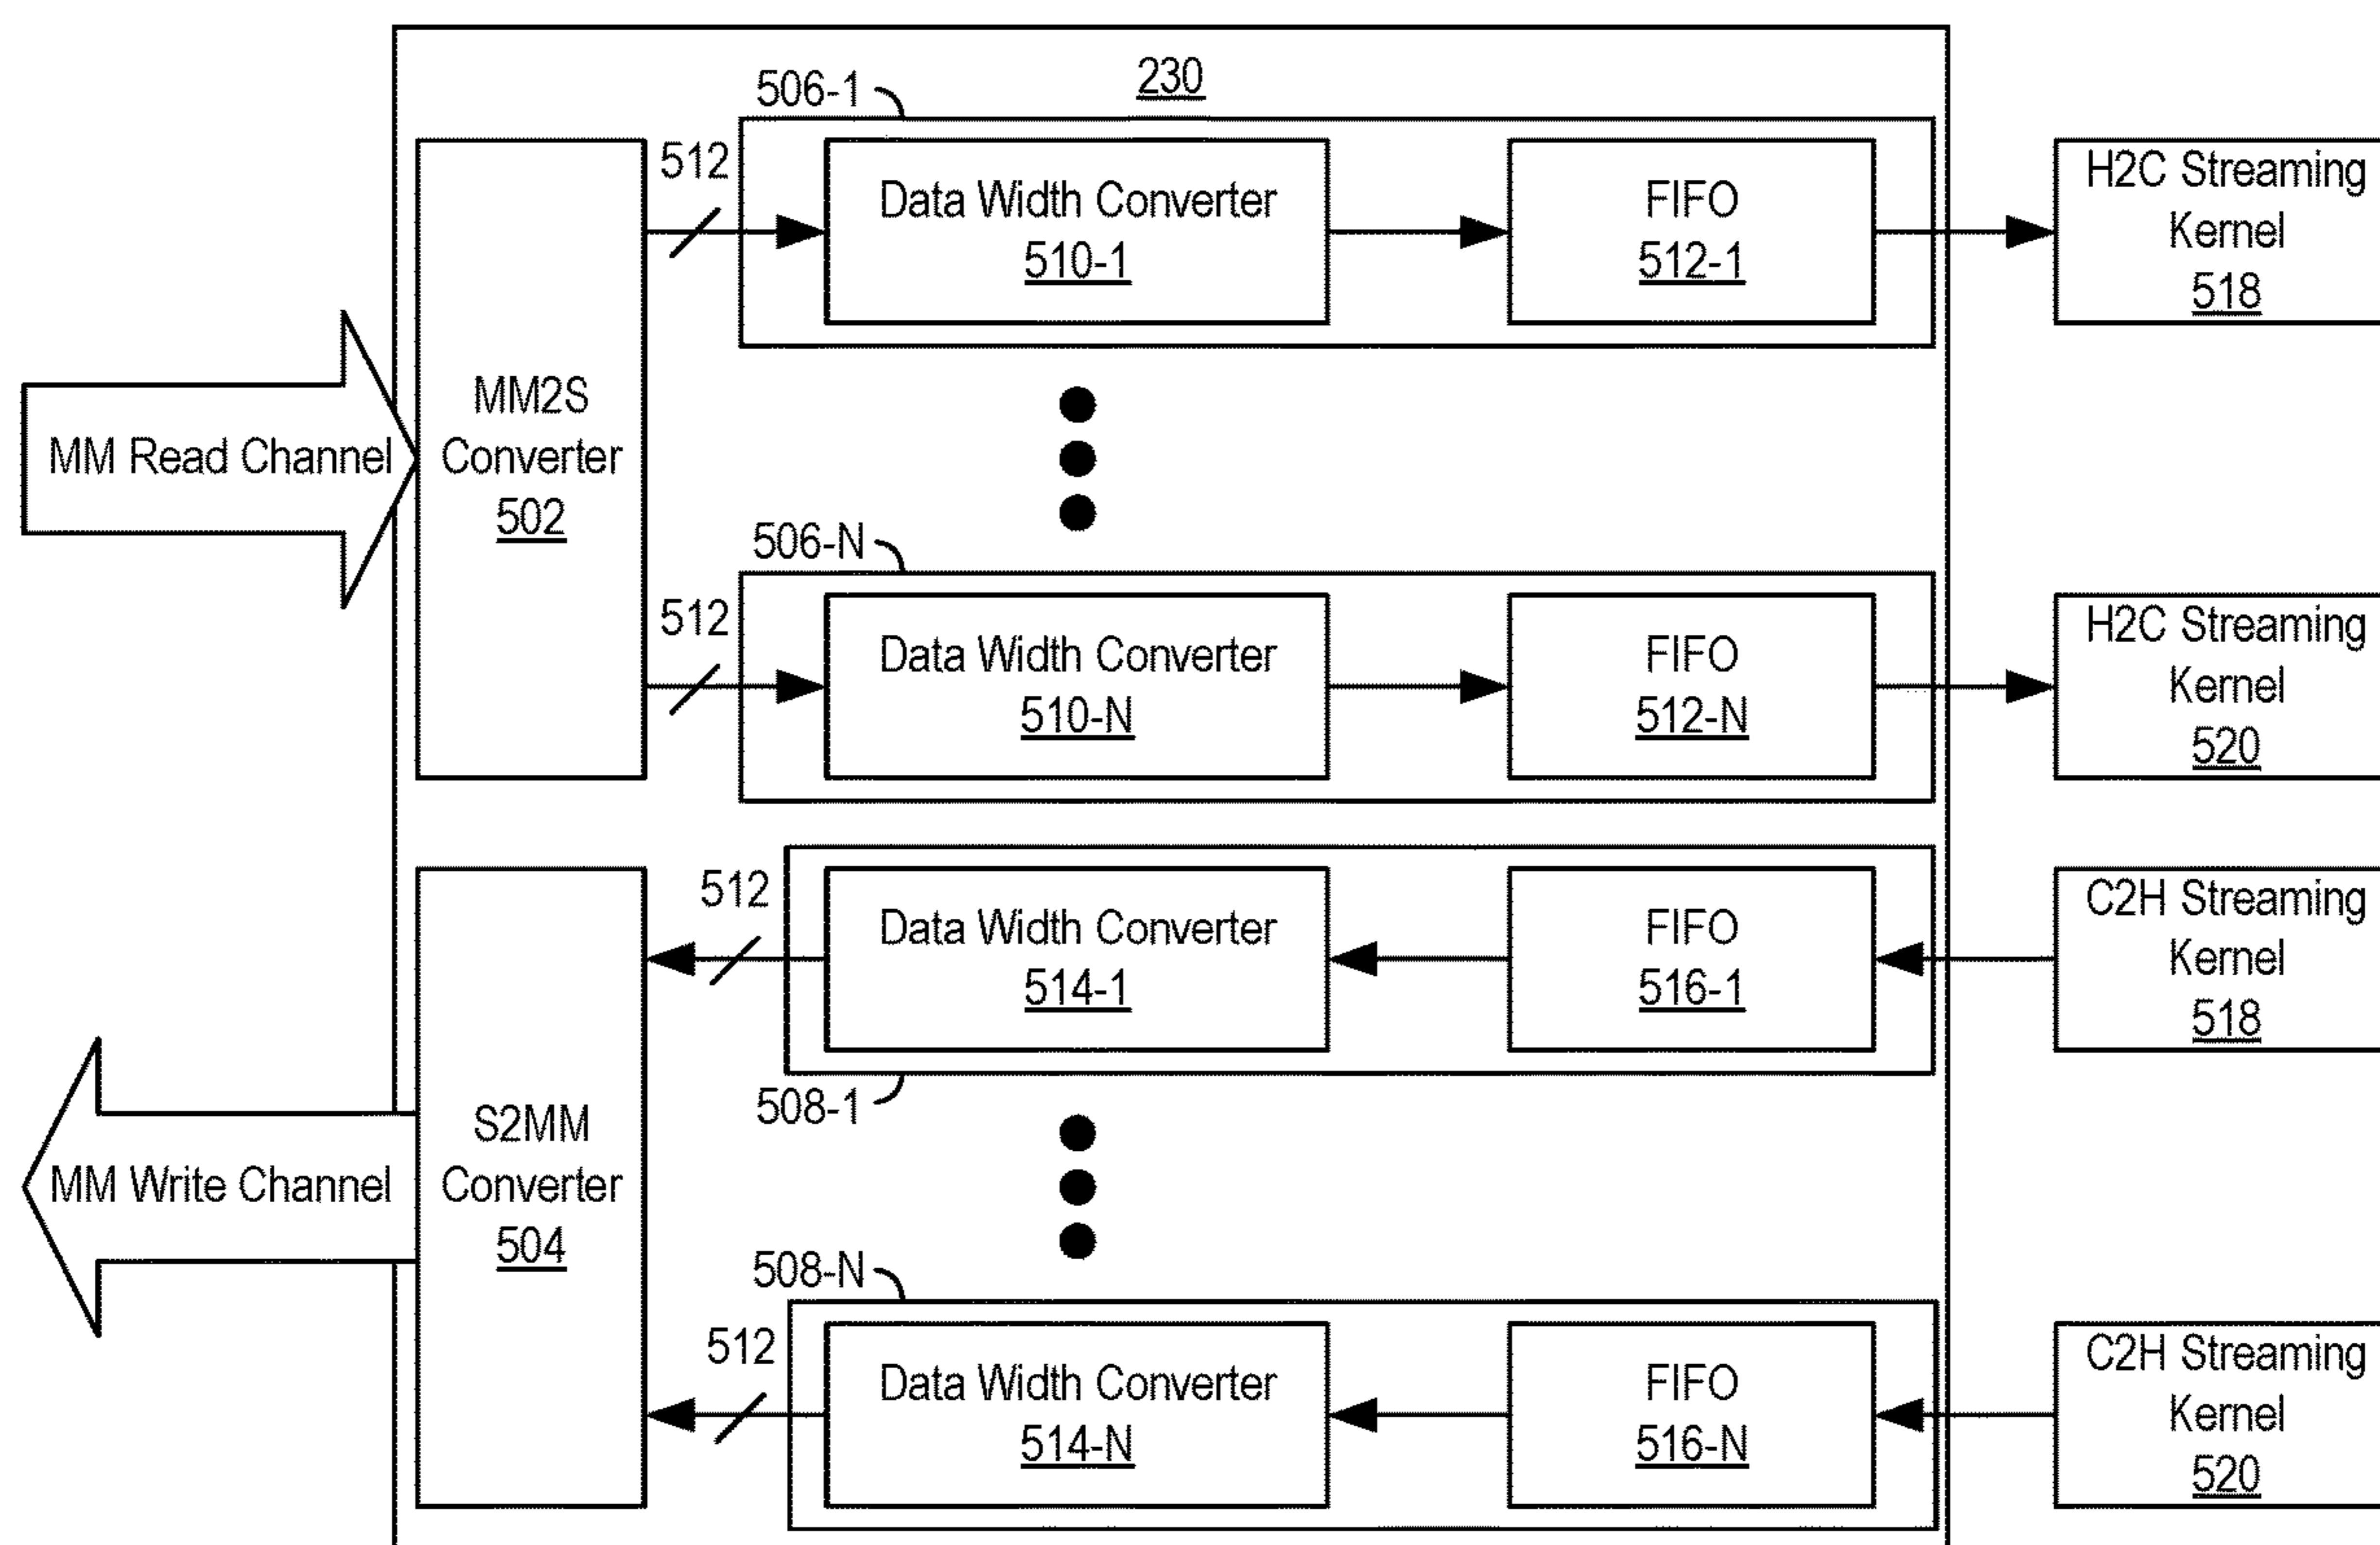 230
506-1
512
Data Width Converter
510-1
FIFO
512-1
H2C Streaming
Kernel
518
MM Read Channel
MM2S
Converter
502
506-N
512
Data Width Converter
510-N
FIFO
512-N
H2C Streaming
Kernel
520
512
Data Width Converter
514-1
FIFO
516-1
C2H Streaming
Kernel
518
508-1
MM Write Channel
S2MM
Converter
504
508-N
512
Data Width Converter
514-N
FIFO
516-N
C2H Streaming
Kernel
520